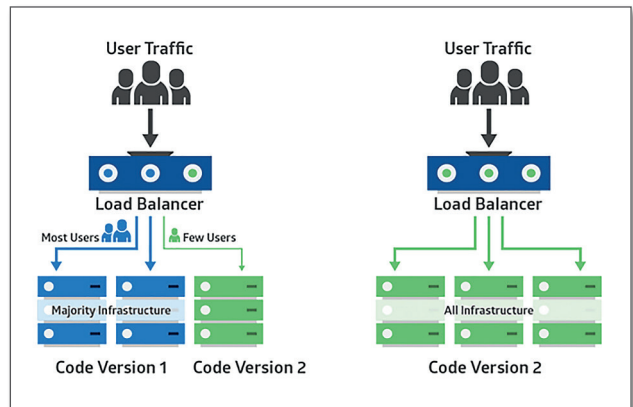 User Traffic
Load Balancer
Most Users
Few Users
Majority Infrastructure
Code Version 1
Code Version 2
User Traffic
Load Balancer
All Infrastructure
Code Version 2